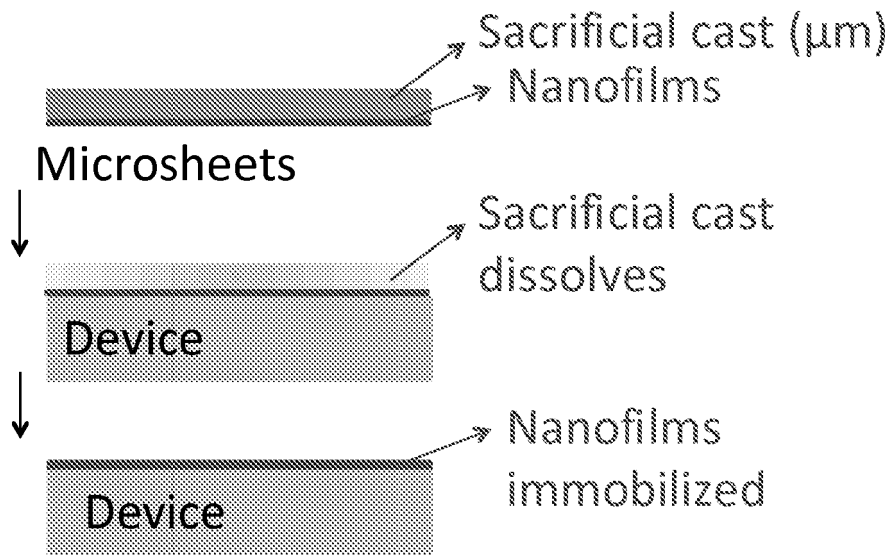 Sacrificial cast (µm)
Nanofilms
Microsheets
Sacrificial cast
dissolves
Device
Nanofilms
immobilized
Device